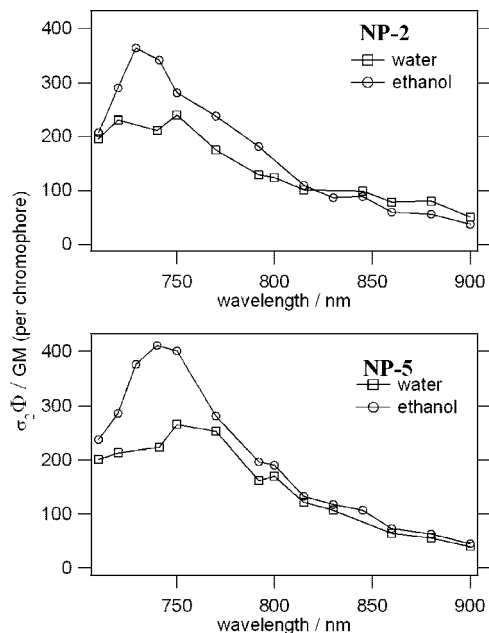 NP-2
water
ethanol
400
300
200
100
0
750
800
850
900
wavelength / nm
σ₂Φ / GM (per chromophore)
NP-5
water
ethanol
400
300
200
100
0
750
800
850
900
wavelength / nm